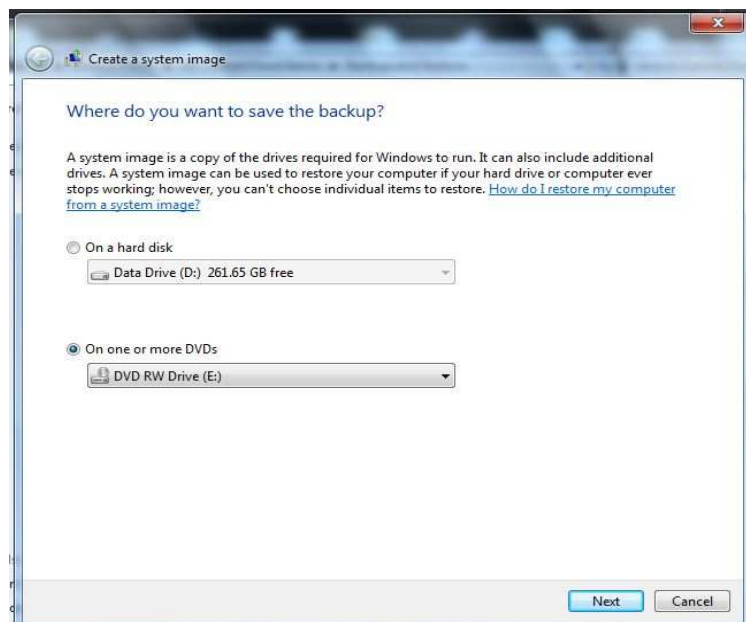 Create a system image
Where do you want to save the backup?
A system image is a copy of the drives required for Windows to run. It can also include additional
drives. A system image can be used to restore your computer if your hard drive or computer ever
stops working; however, you can't choose individual items to restore. How do I restore my computer
from a system image?
On a hard disk
Data Drive (D:) 261.65 GB free
On one or more DVDs
DVD RW Drive (E:)
Next Cancel